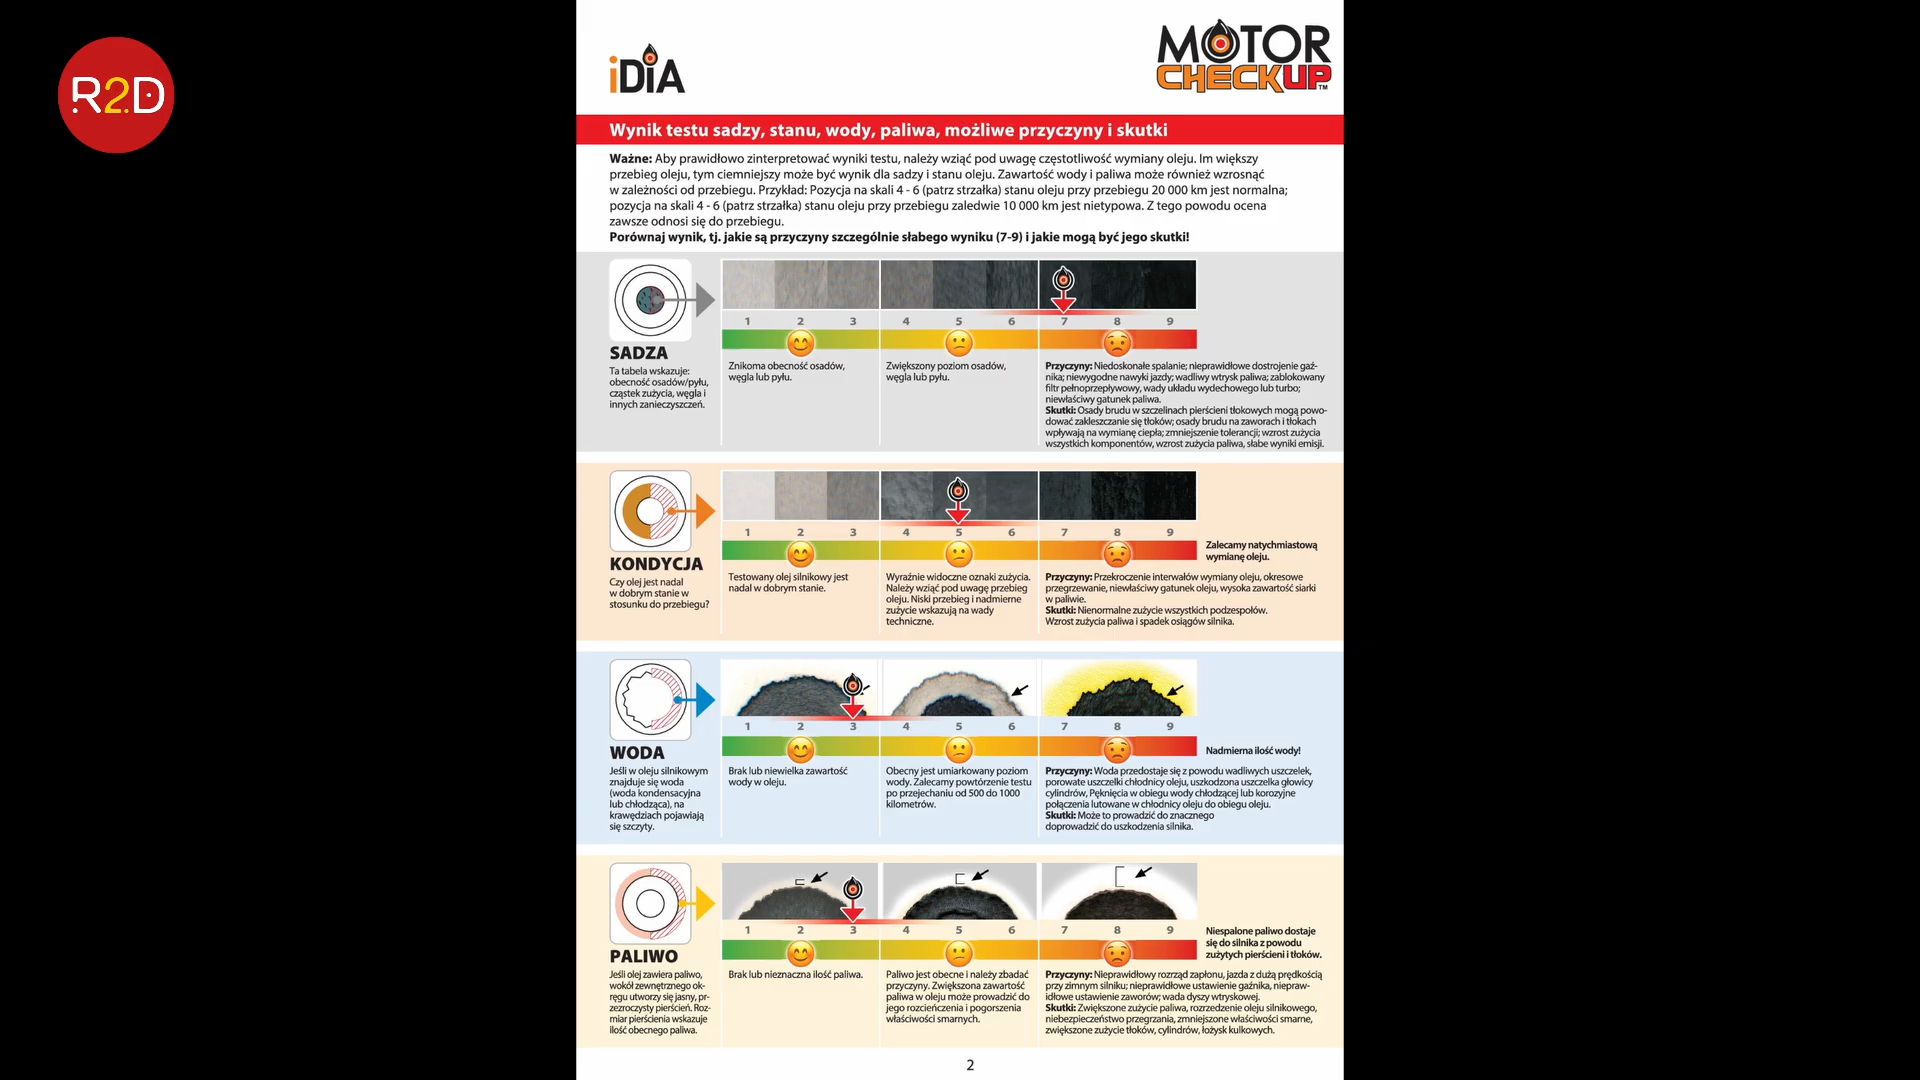 R2D
iDiA
MOTOR
CHECKUP™
Wynik testu sadzy, stanu, wody, paliwa, możliwe przyczyny i skutki
Ważne: Aby prawidłowo zinterpretować wyniki testu, należy wziąć pod uwagę częstotliwość wymiany oleju. Im większy
przebieg oleju, tym ciemniejszy może być wynik dla sadzy i stanu oleju. Zawartość wody i paliwa może również wzrosnąć
w zależności od przebiegu. Przykład: Pozycja na skali 4 - 6 (patrz strzałka) stanu oleju przy przebiegu 20 000 km jest normalna;
pozycja na skali 4 - 6 (patrz strzałka) stanu oleju przy przebiegu zaledwie 10 000 km jest nietypowa. Z tego powodu ocena
zawsze odnosi się do przebiegu.
Porównaj wynik, tj. jakie są przyczyny szczególnie słabego wyniku (7-9) i jakie mogą być jego skutki!
SADZA
Ta tabela wskazuje:
obecność osadów/pyłu,
cząstek zużycia, węgla i
innych zanieczyszczeń.
1 2 3 4 5 6 7 8 9
Znikoma obecność osadów,
węgla lub pyłu.
Zwiększony poziom osadów,
węgla lub pyłu.
Przyczyny: Niedoskonałe spalanie; nieprawidłowe dostrojenie gaź-
nika; niewygodne nawyki jazdy; wadliwy wtrysk paliwa; zablokowany
filtr pełnoprzepływowy, wady układu wydechowego lub turbo;
niewłaściwy gatunek paliwa.
Skutki: Osady brudu w szczelinach pierścieni tłokowych mogą powo-
dować zakleszczanie się tłoków; osady brudu na zaworach i tłokach
wpływają na wymianę ciepła; zmniejszenie tolerancji; wzrost zużycia
wszystkich komponentów, wzrost zużycia paliwa, słabe wyniki emisji.
KONDYCJA
Czy olej jest nadal
w dobrym stanie w
stosunku do przebiegu?
1 2 3 4 5 6 7 8 9
Testowany olej silnikowy jest
nadal w dobrym stanie.
Wyraźnie widoczne oznaki zużycia.
Należy wziąć pod uwagę przebieg
oleju. Niski przebieg i nadmierne
zużycie wskazują na wady
techniczne.
Zalecamy natychmiastową
wymianę oleju.
Przyczyny: Przekroczenie interwałów wymiany oleju, okresowe
przegrzewanie, niewłaściwy gatunek oleju, wysoka zawartość siarki
w paliwie.
Skutki: Nienormalne zużycie wszystkich podzespołów.
Wzrost zużycia paliwa i spadek osiągów silnika.
WODA
Jeśli w oleju silnikowym
znajduje się woda
(woda kondensacyjna
lub chłodząca), na
krawędziach pojawiają
się szczyty.
1 2 3 4 5 6 7 8 9
Brak lub niewielka zawartość
wody w oleju.
Obecny jest umiarkowany poziom
wody. Zalecamy powtórzenie testu
po przejechaniu od 500 do 1000
kilometrów.
Nadmierna ilość wody!
Przyczyny: Woda przedostaje się z powodu wadliwych uszczelek,
porowate uszczelki chłodnicy oleju, uszkodzona uszczelka głowicy
cylindrów, Pęknięcia w obiegu wody chłodzącej lub korozyjne
połączenia lutowane w chłodnicy oleju do obiegu oleju.
Skutki: Może to prowadzić do znacznego
doprowadzić do uszkodzenia silnika.
PALIWO
Jeśli olej zawiera paliwo,
wokół zewnętrznego ok-
ręgu utworzy się jasny, pr-
zezroczysty pierścień. Roz-
miar pierścienia wskazuje
ilość obecnego paliwa.
1 2 3 4 5 6 7 8 9
Brak lub nieznaczna ilość paliwa.
Paliwo jest obecne i należy zbadać
przyczyny. Zwiększona zawartość
paliwa w oleju może prowadzić do
jego rozcieńczenia i pogorszenia
właściwości smarnych.
Niespalone paliwo dostaje
się do silnika z powodu
zużytych pierścieni i tłoków.
Przyczyny: Nieprawidłowy rozrząd zapłonu, jazda z dużą prędkością
przy zimnym silniku; nieprawidłowe ustawienie gaźnika, niepraw-
idłowe ustawienie zaworów; wada dyszy wtryskowej.
Skutki: Zwiększone zużycie paliwa, rozrzedzenie oleju silnikowego,
niebezpieczeństwo przegrzania, zmniejszone właściwości smarne,
zwiększone zużycie tłoków, cylindrów, łożysk kulkowych.
2